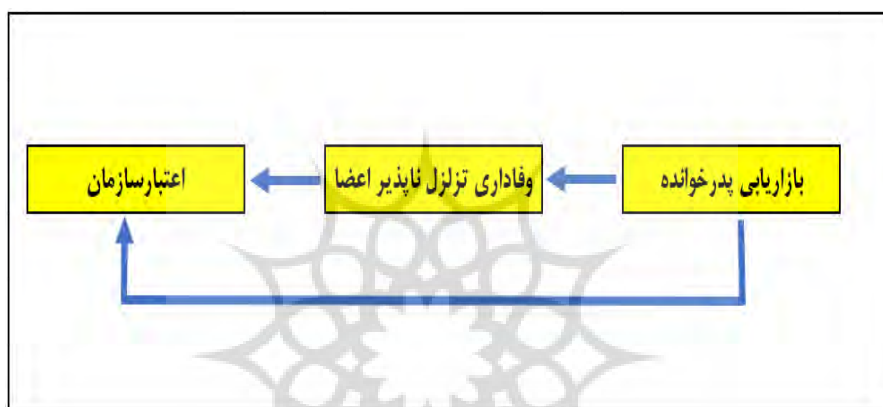 بازاریابی پدرخوانده
وفاداری تزلزل ناپذیر اعضا
اعتبارسازمان